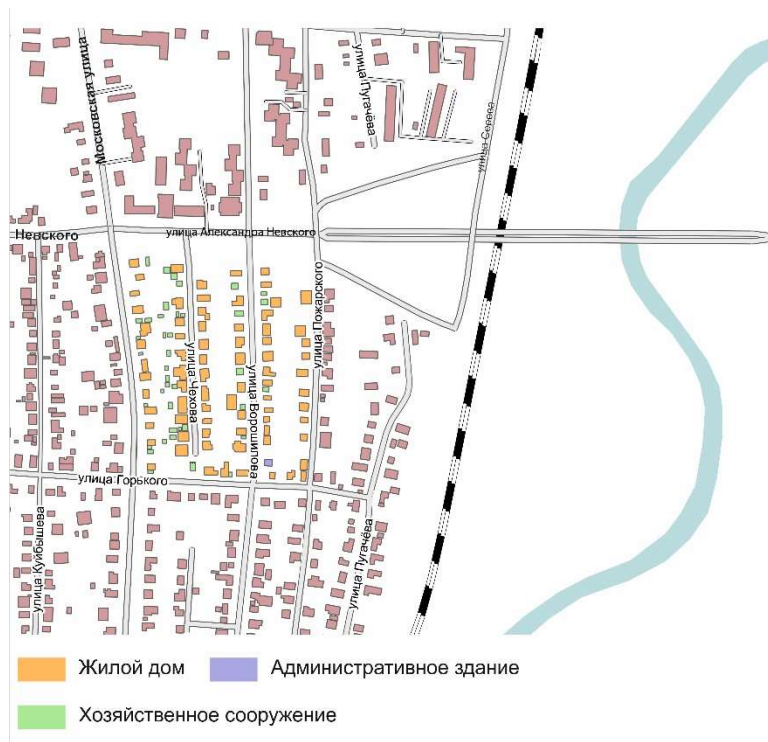 Московская улица
улица Пугачёва
улица Серова
Невского
улица Александра Невского
улица Пожарского
улица Чехова
улица Ворошилова
улица Горького
улица Куйбышева
улица Пугачёва
Жилой дом
Административное здание
Хозяйственное сооружение